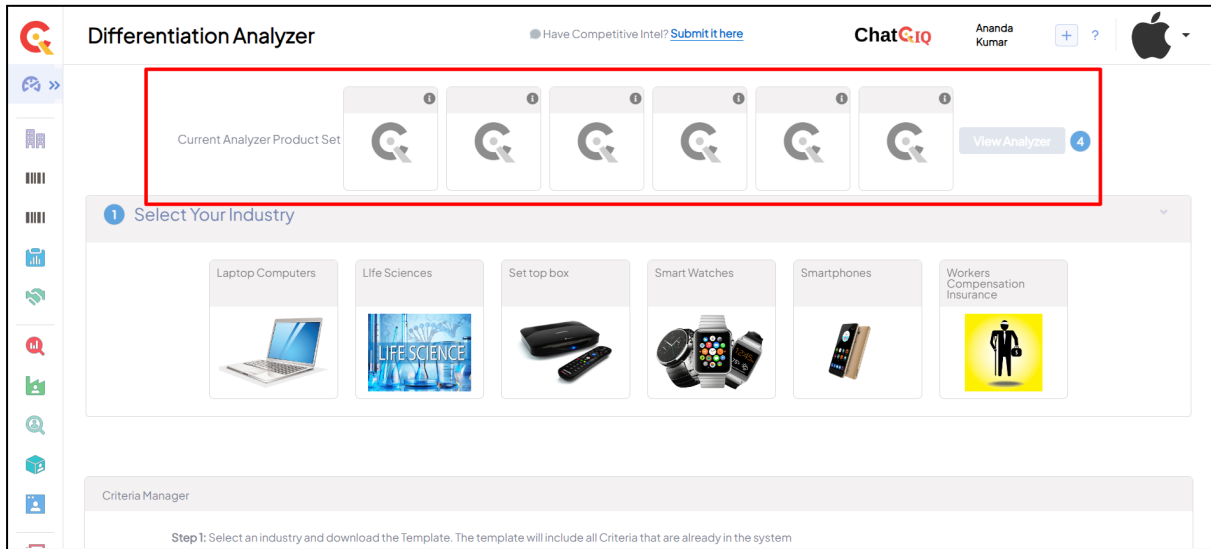 Differentiation Analyzer
Have Competitive Intel? Submit it here
ChatCIQ
Ananda
Kumar
+ ?
Current Analyzer Product Set
View Analyzer 4
1 Select Your Industry
Laptop Computers
LIfe Sciences
Set top box
Smart Watches
Smartphones
Workers
Compensation
Insurance
LIFE SCIENCE
Criteria Manager
Step 1: Select an industry and download the Template. The template will include all Criteria that are already in the system